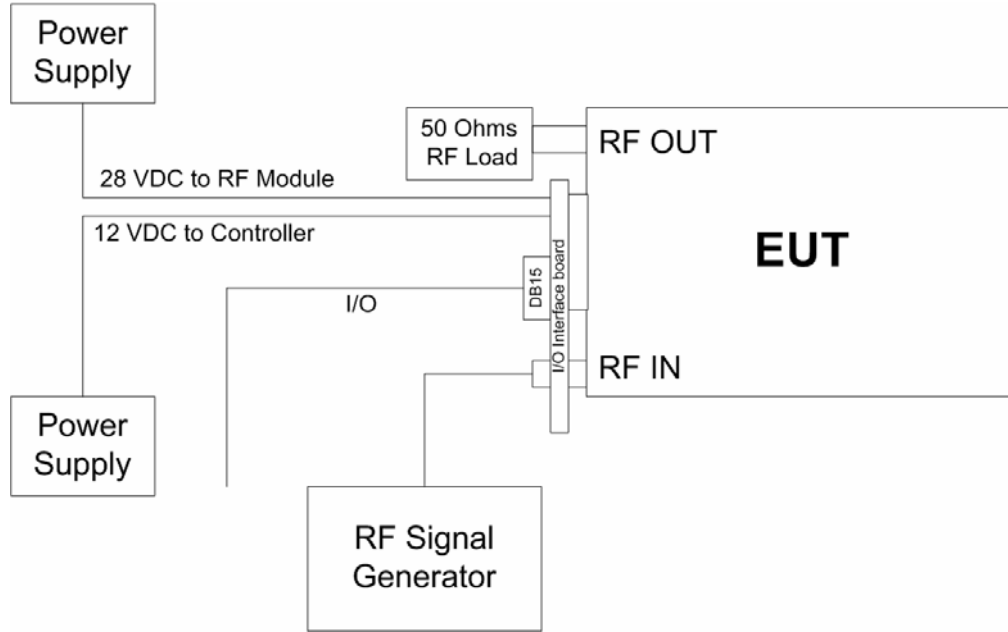 Power
Supply
50 Ohms
RF Load
RF OUT
28 VDC to RF Module
12 VDC to Controller
EUT
DB15
I/O Interface board
I/O
RF IN
Power
Supply
RF Signal
Generator